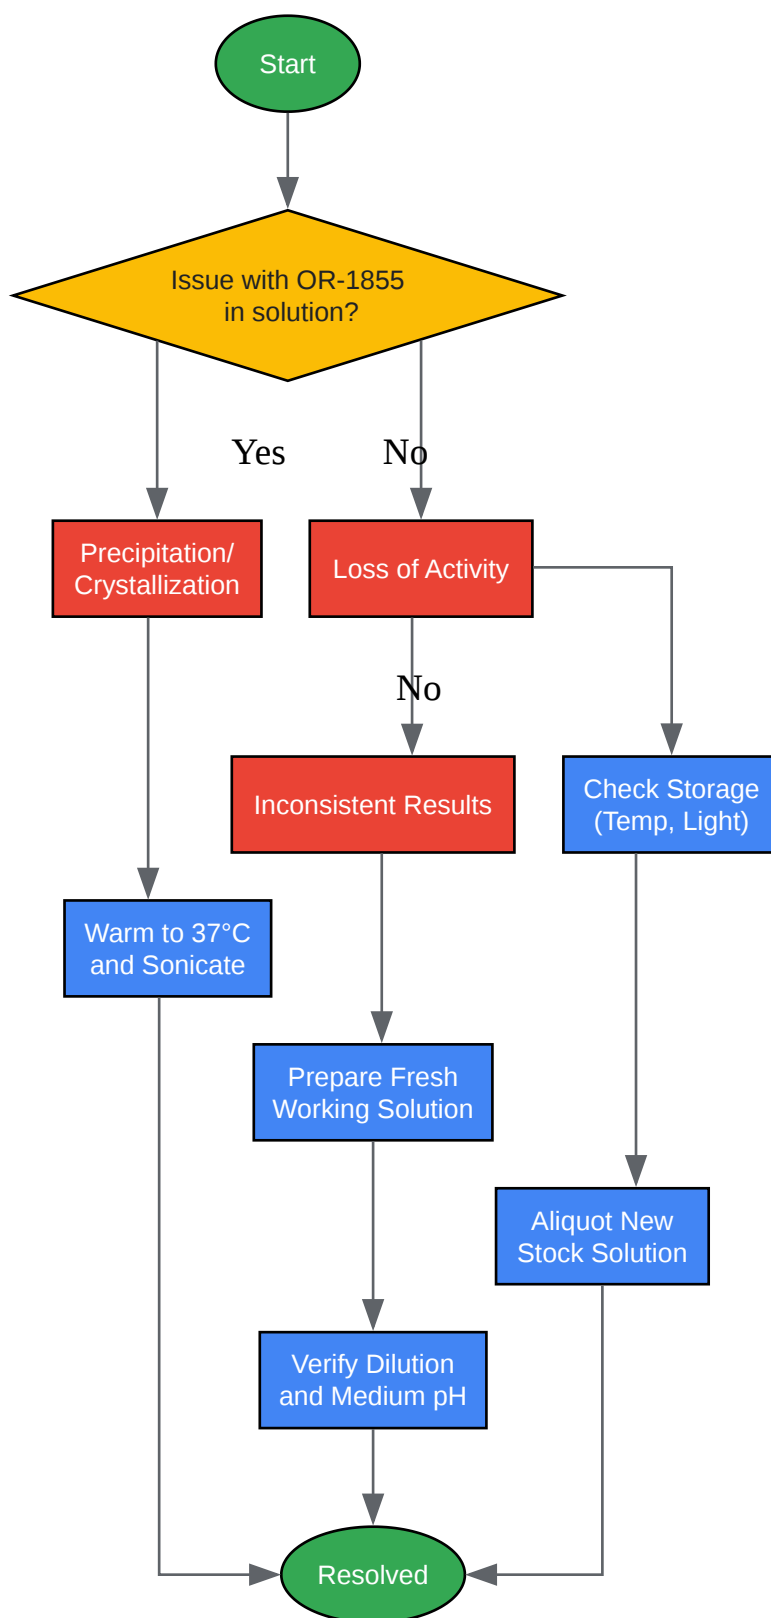 Start
Issue with OR-1855
in solution?
Yes
No
Precipitation/
Crystallization
Loss of Activity
No
Inconsistent Results
Check Storage
(Temp, Light)
Warm to 37°C
and Sonicate
Prepare Fresh
Working Solution
Aliquot New
Stock Solution
Verify Dilution
and Medium pH
Resolved